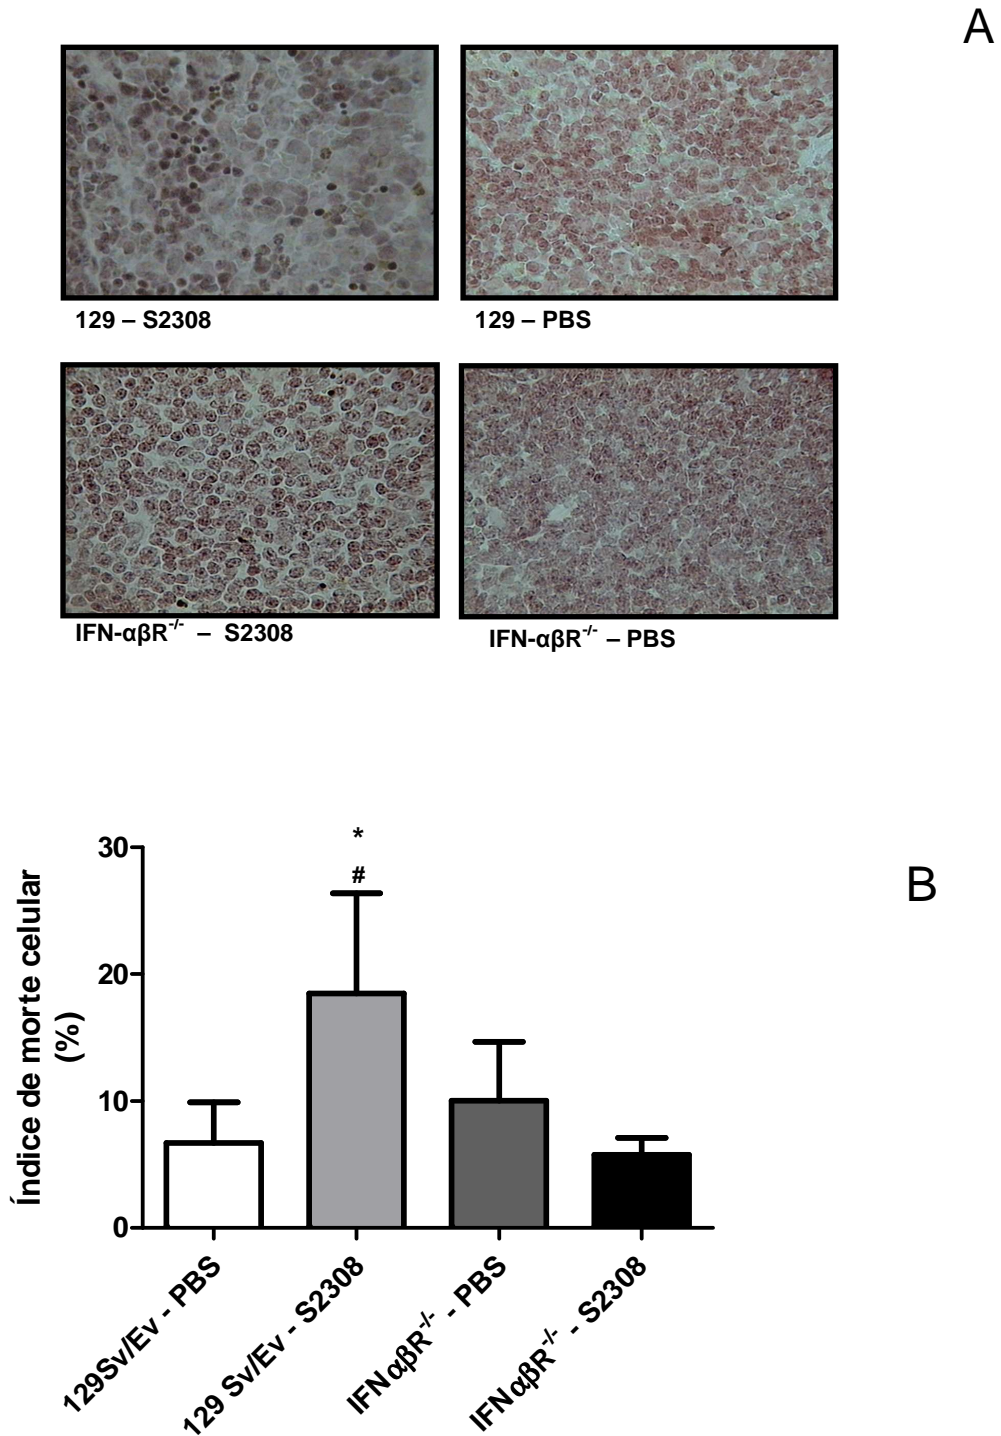 A
129 – S2308
129 – PBS
IFN-αβR-/- – S2308
IFN-αβR-/- – PBS
B
Índice de morte celular
(%)
30
20
10
0
*
#
129Sv/Ev - PBS
129 Sv/Ev - S2308
IFNαβR-/- - PBS
IFNαβR-/- - S2308